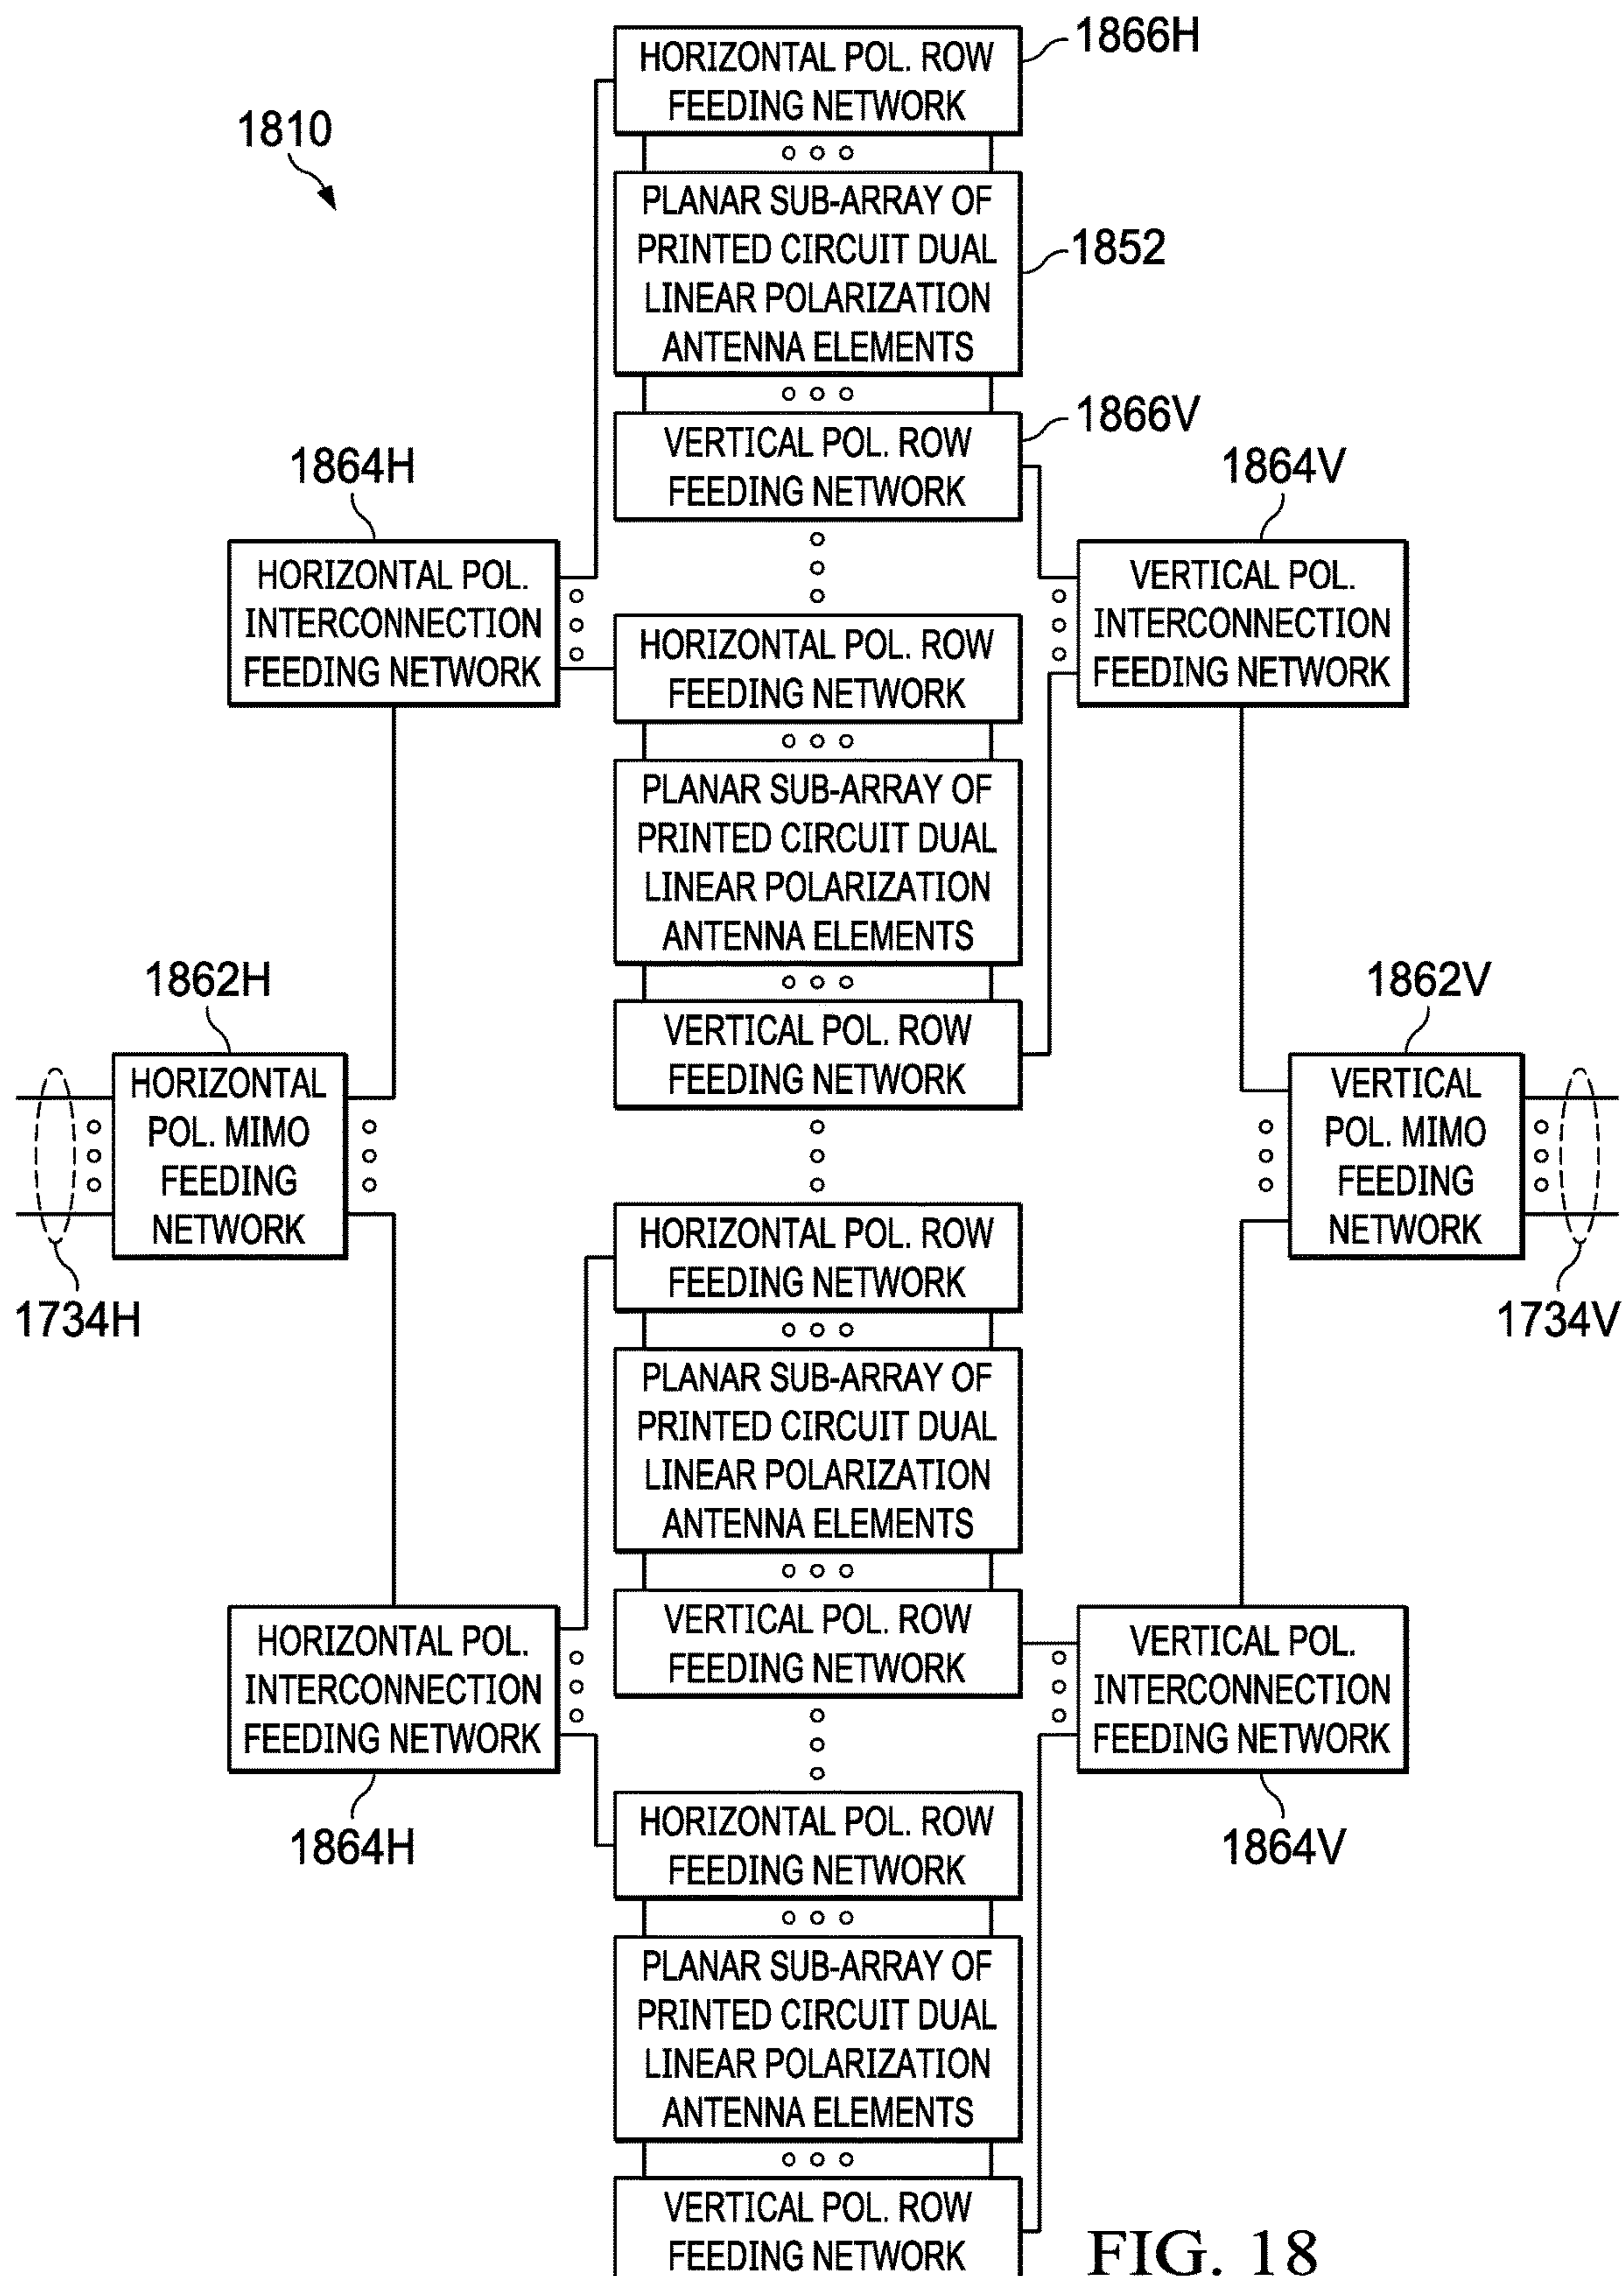 1866H
HORIZONTAL POL. ROW
FEEDING NETWORK
1810
PLANAR SUB-ARRAY OF
PRINTED CIRCUIT DUAL
LINEAR POLARIZATION
ANTENNA ELEMENTS
1852
1866V
VERTICAL POL. ROW
FEEDING NETWORK
1864H
1864V
HORIZONTAL POL.
INTERCONNECTION
FEEDING NETWORK
VERTICAL POL.
INTERCONNECTION
FEEDING NETWORK
HORIZONTAL POL. ROW
FEEDING NETWORK
PLANAR SUB-ARRAY OF
PRINTED CIRCUIT DUAL
LINEAR POLARIZATION
ANTENNA ELEMENTS
1862H
1862V
VERTICAL POL. ROW
FEEDING NETWORK
HORIZONTAL
POL. MIMO
FEEDING
NETWORK
VERTICAL
POL. MIMO
FEEDING
NETWORK
1734H
1734V
HORIZONTAL POL. ROW
FEEDING NETWORK
PLANAR SUB-ARRAY OF
PRINTED CIRCUIT DUAL
LINEAR POLARIZATION
ANTENNA ELEMENTS
VERTICAL POL. ROW
FEEDING NETWORK
HORIZONTAL POL.
INTERCONNECTION
FEEDING NETWORK
VERTICAL POL.
INTERCONNECTION
FEEDING NETWORK
1864H
1864V
HORIZONTAL POL. ROW
FEEDING NETWORK
PLANAR SUB-ARRAY OF
PRINTED CIRCUIT DUAL
LINEAR POLARIZATION
ANTENNA ELEMENTS
VERTICAL POL. ROW
FEEDING NETWORK
FIG. 18